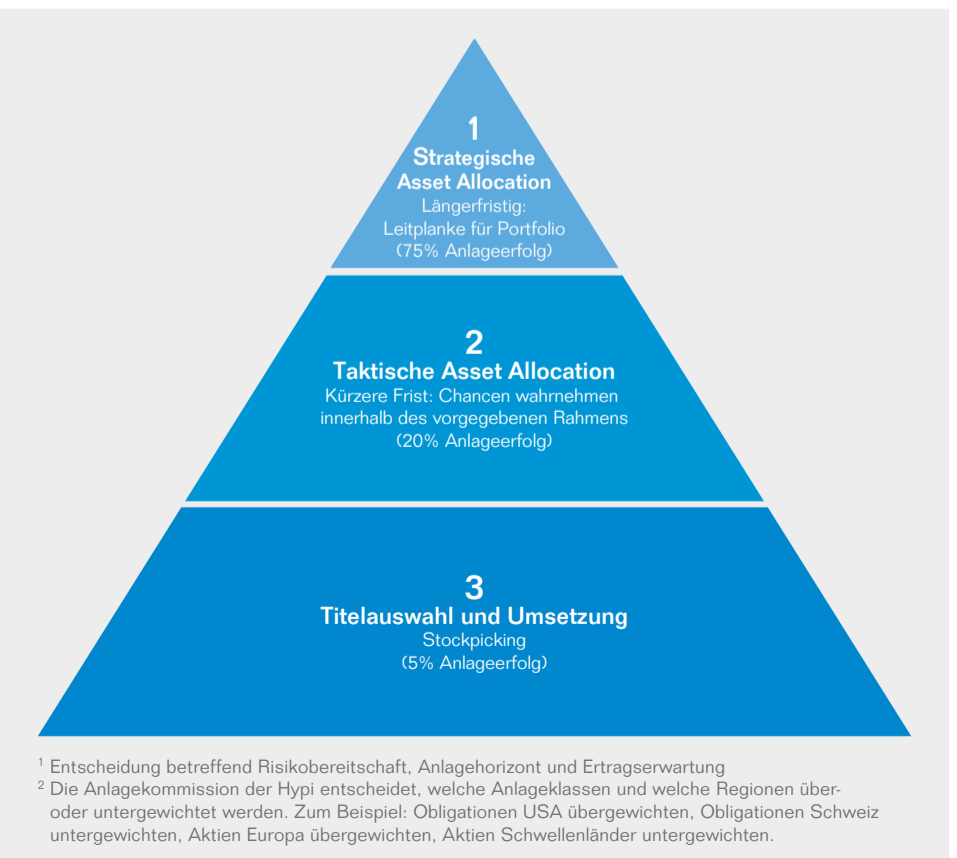 1
Strategische
Asset Allocation
Längerfristig:
Leitplanke für Portfolio
(75% Anlageerfolg)
2
Taktische Asset Allocation
Kürzere Frist: Chancen wahrnehmen
innerhalb des vorgegebenen Rahmens
(20% Anlageerfolg)
3
Titelauswahl und Umsetzung
Stockpicking
(5% Anlageerfolg)
¹ Entscheidung betreffend Risikobereitschaft, Anlagehorizont und Ertragserwartung
² Die Anlagekommission der Hypi entscheidet, welche Anlageklassen und welche Regionen über-
oder untergewichtet werden. Zum Beispiel: Obligationen USA übergewichten, Obligationen Schweiz
untergewichten, Aktien Europa übergewichten, Aktien Schwellenländer untergewichten.